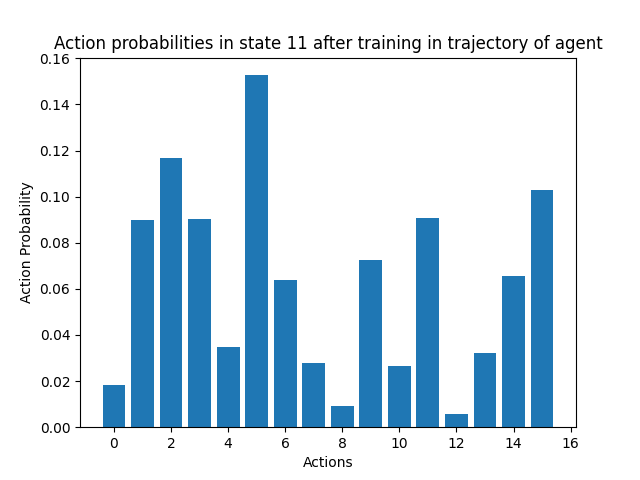 Action probabilities in state 11 after training in trajectory of agent
0.16
0.14
0.12
0.10
0.08
0.06
0.04
0.02
0.00
Action Probability
0 2 4 6 8 10 12 14 16
Actions